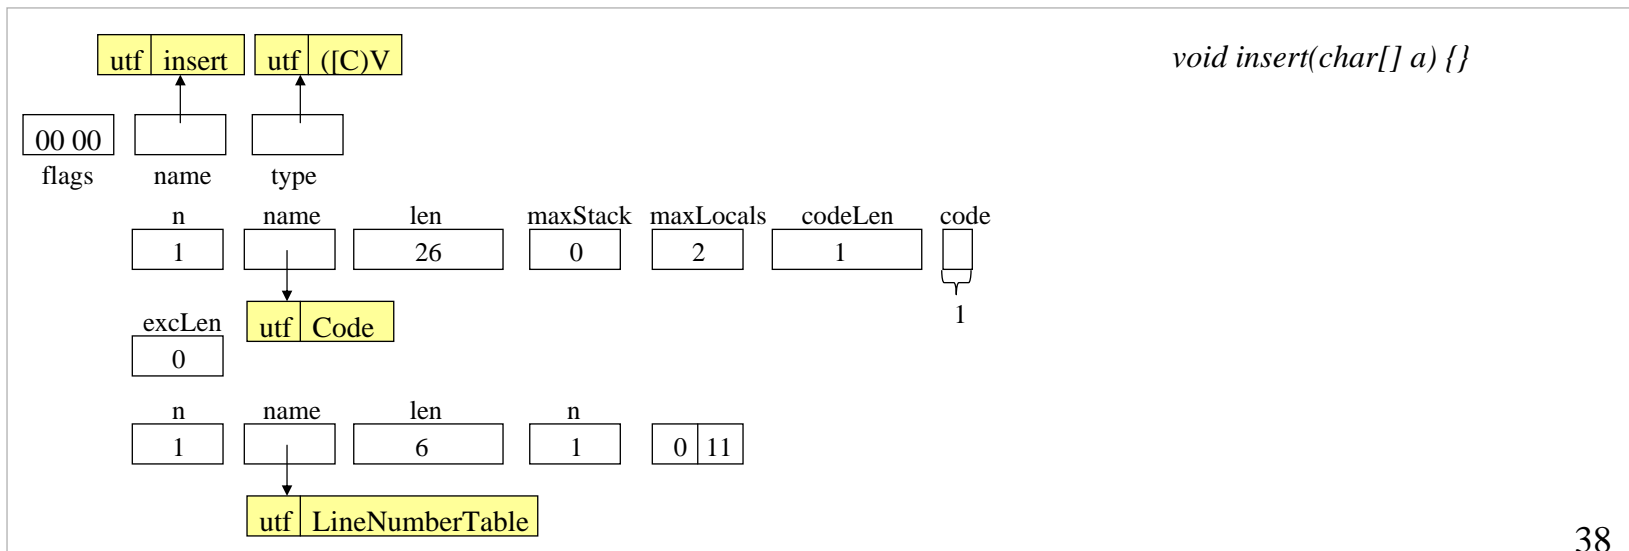 utf insert utf ([C)V void insert(char[] a) {}
00 00
flags name type
n name len maxStack maxLocals codeLen code
1 26 0 2 1
utf Code 1
excLen
0
n name len n
1 6 1 0 11
utf LineNumberTable
38